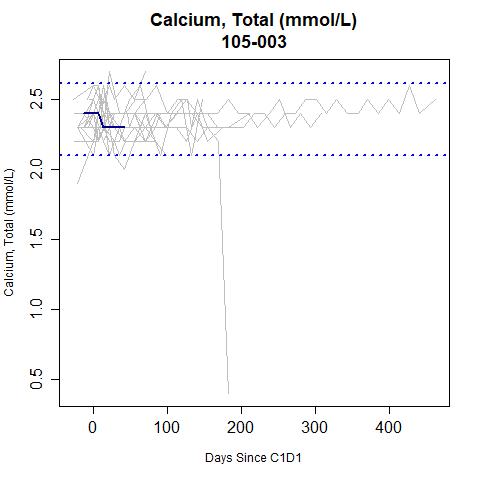 Calcium, Total (mmol/L)
105-003
Calcium, Total (mmol/L)
2.5
2.0
1.5
1.0
0.5
0 100 200 300 400
Days Since C1D1